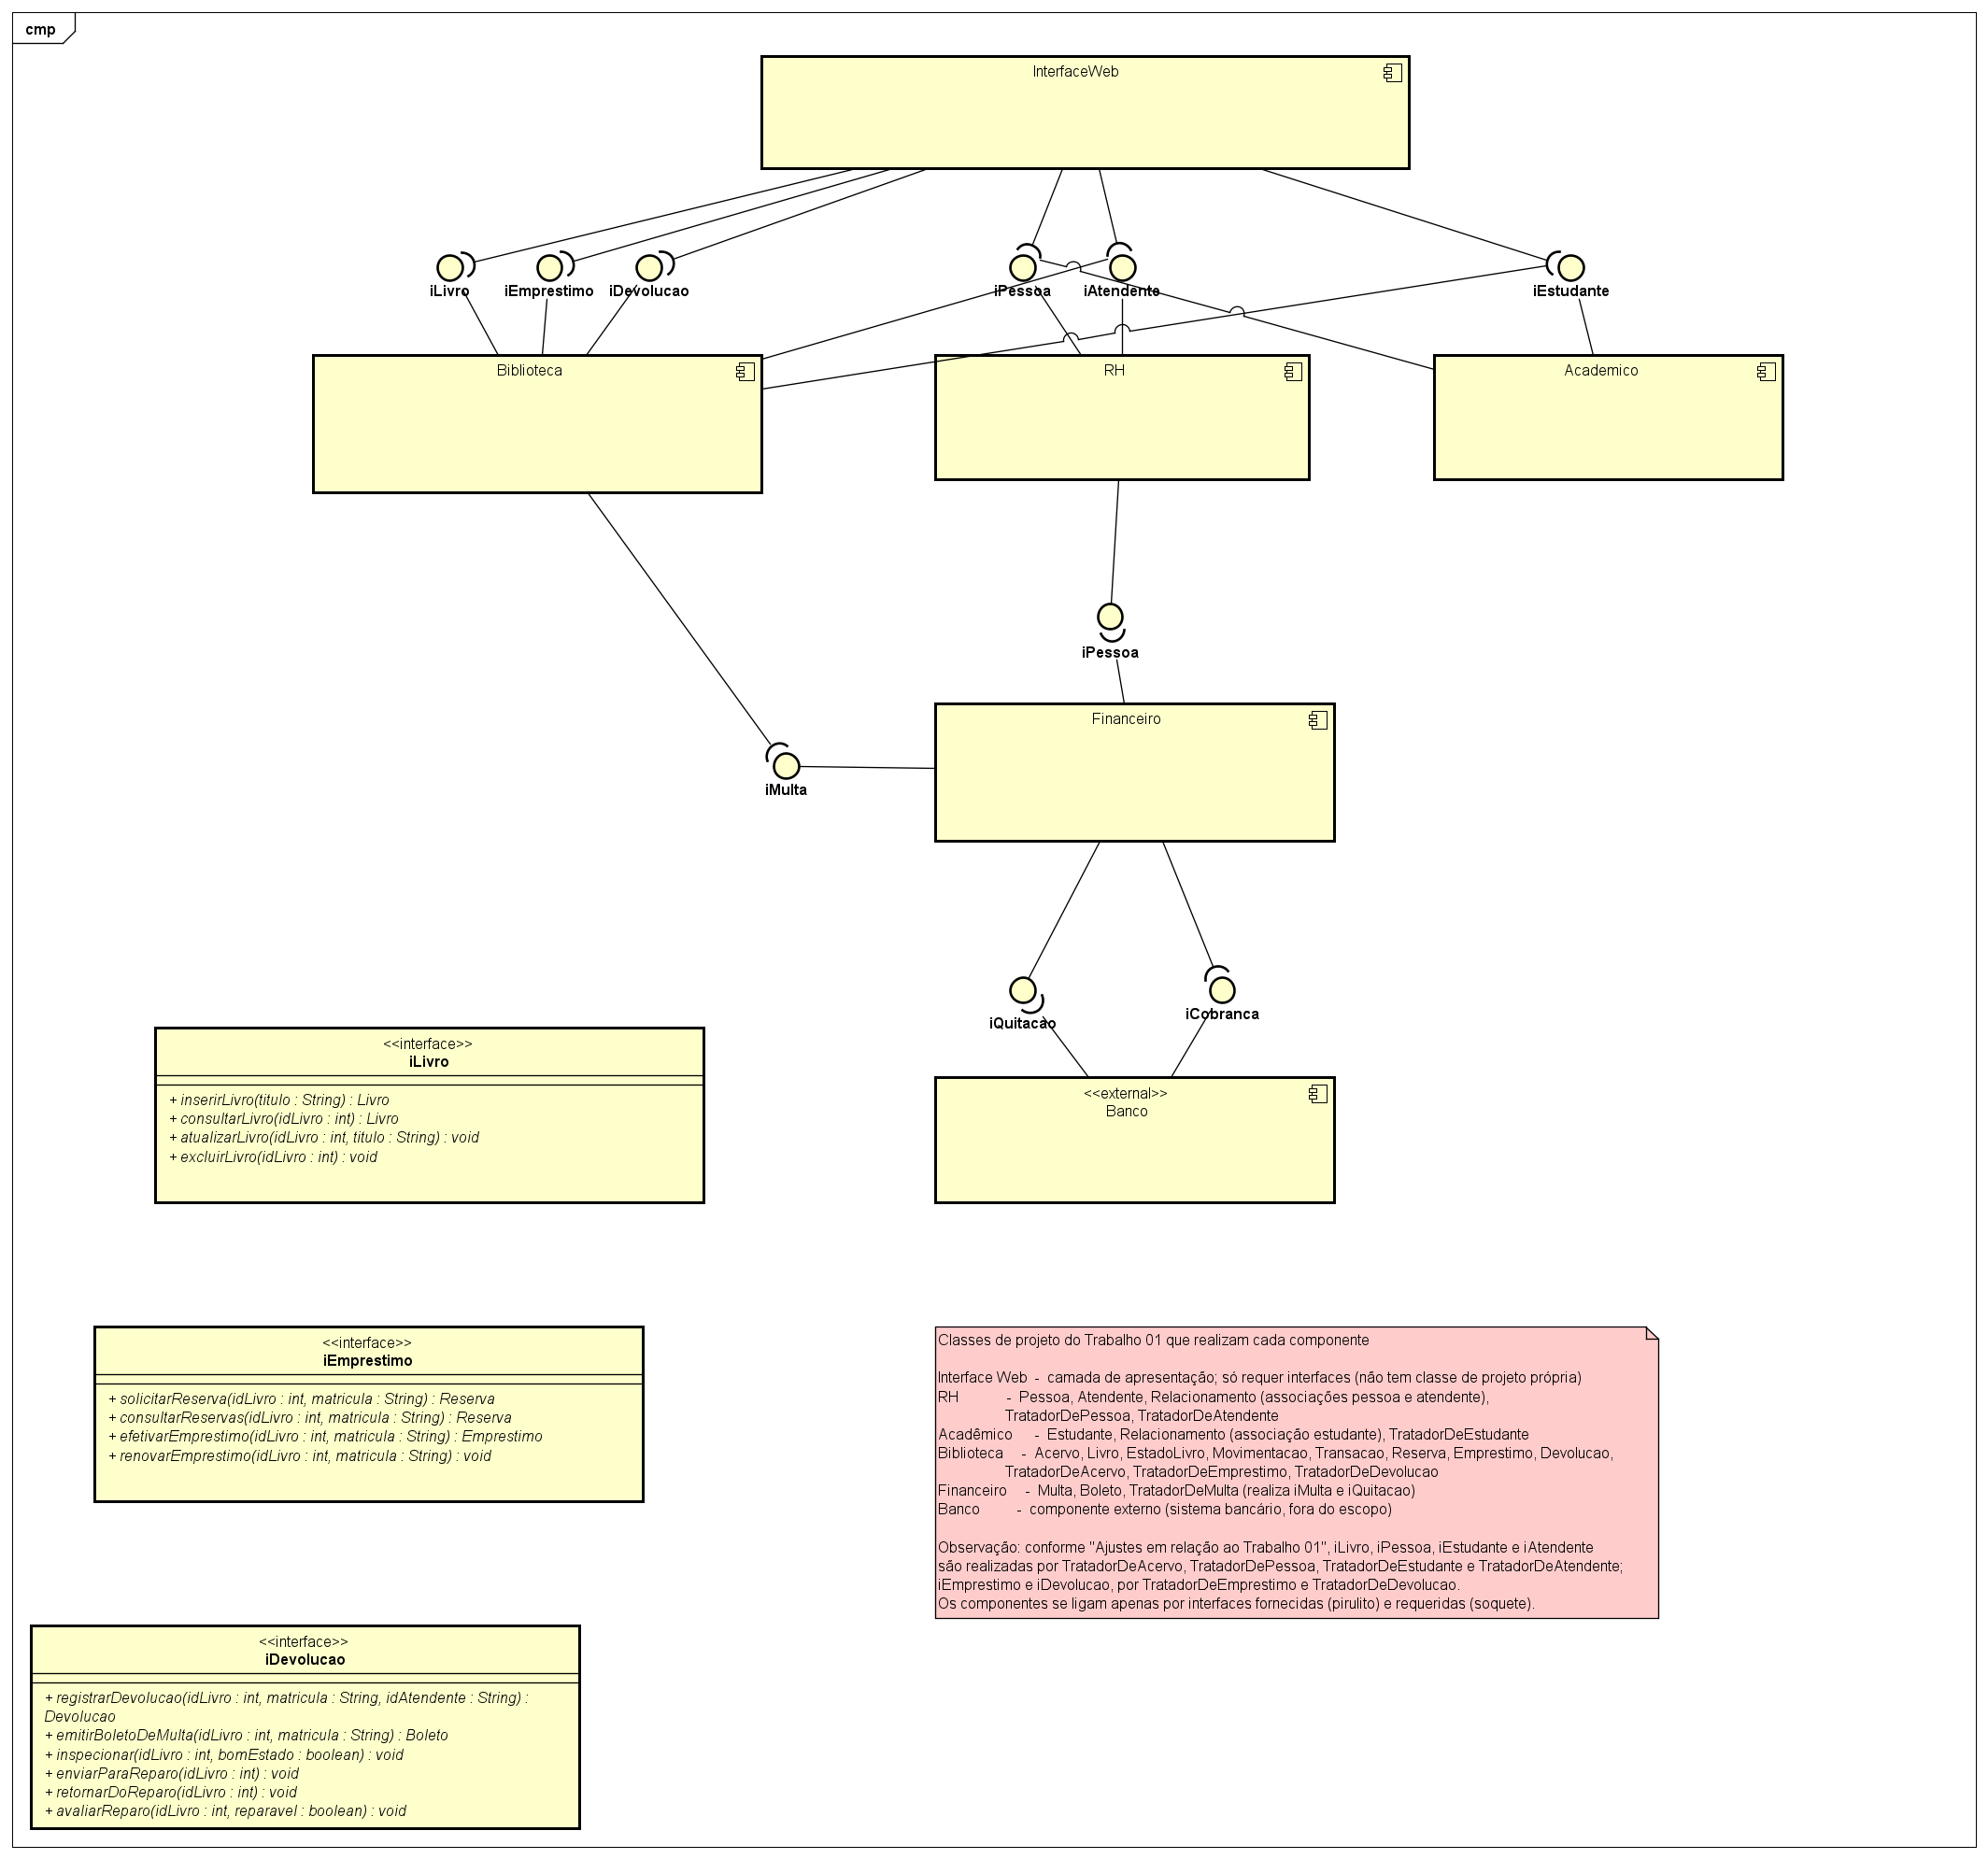 cmp
InterfaceWeb
iLivro
iEmprestimo
iDevolucao
iPessoa
iAtendente
iEstudante
Biblioteca
RH
Academico
iPessoa
Financeiro
iMulta
iQuitacao
iCobranca
<<external>>
Banco
<<interface>>
iLivro
+ inserirLivro(titulo : String) : Livro
+ consultarLivro(idLivro : int) : Livro
+ atualizarLivro(idLivro : int, titulo : String) : void
+ excluirLivro(idLivro : int) : void
<<interface>>
iEmprestimo
+ solicitarReserva(idLivro : int, matricula : String) : Reserva
+ consultarReservas(idLivro : int, matricula : String) : Reserva
+ efetivarEmprestimo(idLivro : int, matricula : String) : Emprestimo
+ renovarEmprestimo(idLivro : int, matricula : String) : void
Classes de projeto do Trabalho 01 que realizam cada componente
Interface Web - camada de apresentação; só requer interfaces (não tem classe de projeto própria)
RH - Pessoa, Atendente, Relacionamento (associações pessoa e atendente),
TratadorDePessoa, TratadorDeAtendente
Acadêmico - Estudante, Relacionamento (associação estudante), TratadorDeEstudante
Biblioteca - Acervo, Livro, EstadoLivro, Movimentacao, Transacao, Reserva, Emprestimo, Devolucao,
TratadorDeAcervo, TratadorDeEmprestimo, TratadorDeDevolucao
Financeiro - Multa, Boleto, TratadorDeMulta (realiza iMulta e iQuitacao)
Banco - componente externo (sistema bancário, fora do escopo)
Observação: conforme "Ajustes em relação ao Trabalho 01", iLivro, iPessoa, iEstudante e iAtendente
são realizadas por TratadorDeAcervo, TratadorDePessoa, TratadorDeEstudante e TratadorDeAtendente;
iEmprestimo e iDevolucao, por TratadorDeEmprestimo e TratadorDeDevolucao.
Os componentes se ligam apenas por interfaces fornecidas (pirulito) e requeridas (soquete).
<<interface>>
iDevolucao
+ registrarDevolucao(idLivro : int, matricula : String, idAtendente : String) :
Devolucao
+ emitirBoletoDeMulta(idLivro : int, matricula : String) : Boleto
+ inspecionar(idLivro : int, bomEstado : boolean) : void
+ enviarParaReparo(idLivro : int) : void
+ retornarDoReparo(idLivro : int) : void
+ avaliarReparo(idLivro : int, reparavel : boolean) : void